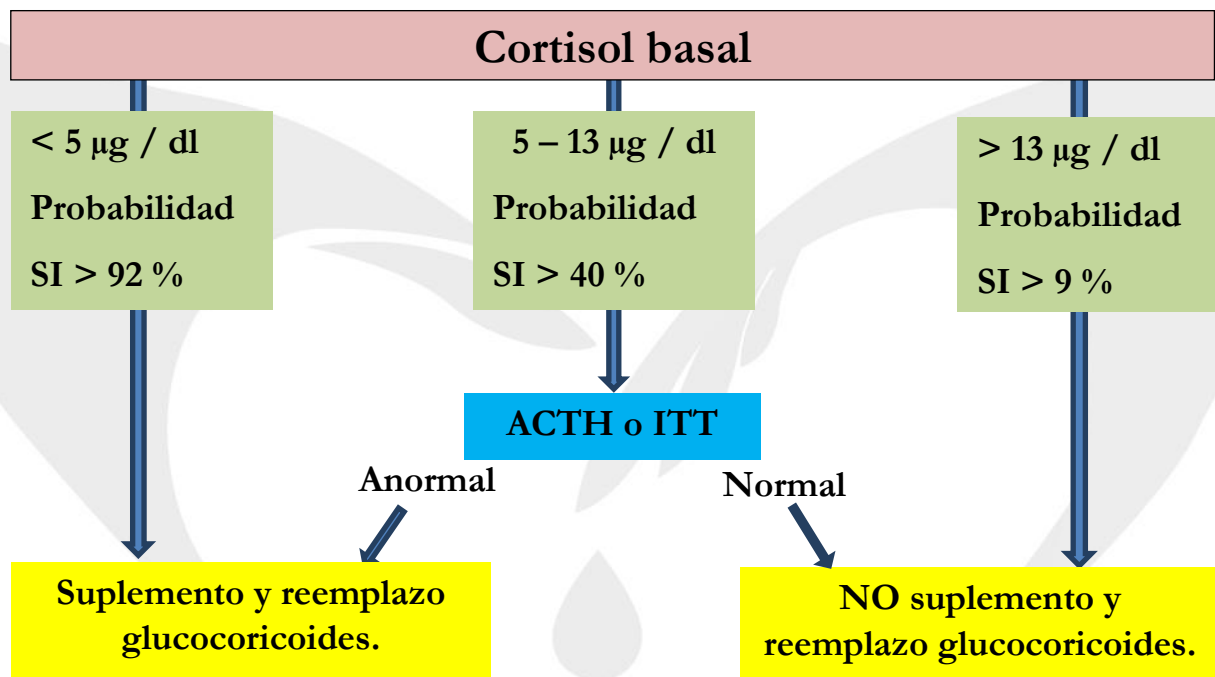 Cortisol basal
< 5 µg / dl
Probabilidad
SI > 92 %
5 – 13 µg / dl
Probabilidad
SI > 40 %
> 13 µg / dl
Probabilidad
SI > 9 %
ACTH o ITT
Anormal
Normal
Suplemento y reemplazo
glucocoricoides.
NO suplemento y
reemplazo glucocoricoides.